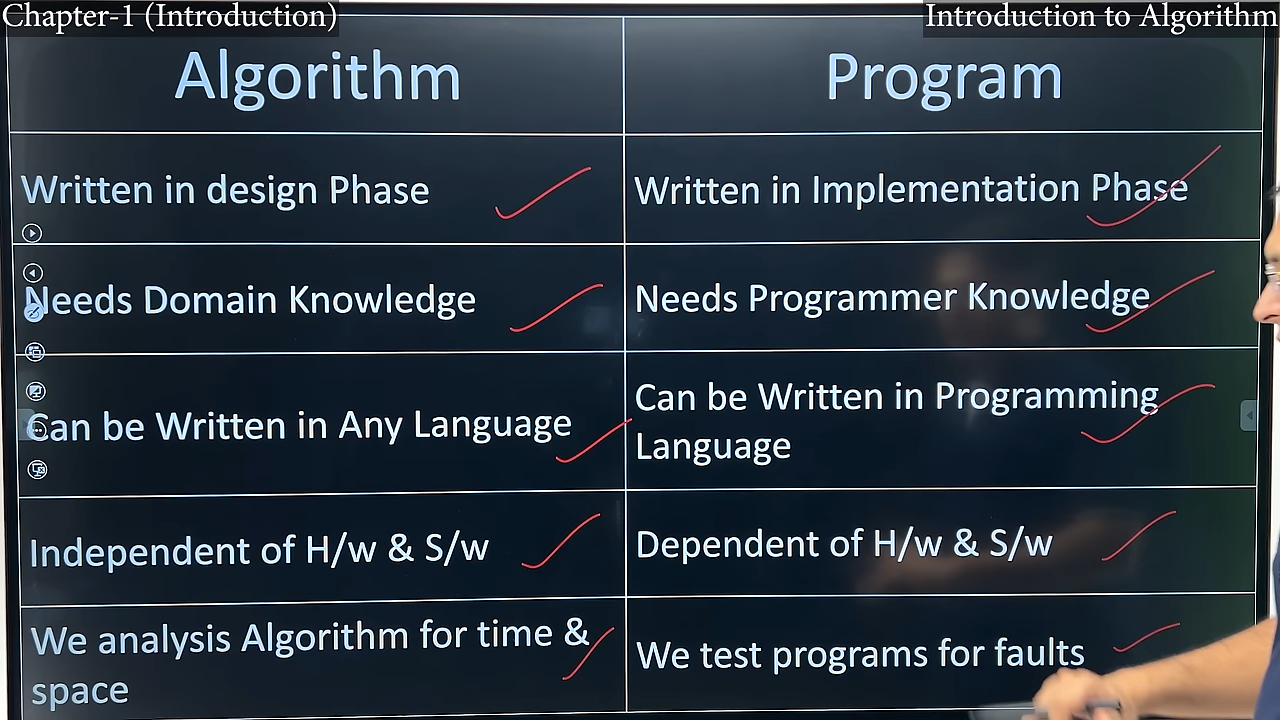 Chapter-1 (Introduction)
Introduction to Algorithm
Algorithm
Program
Written in design Phase
Written in Implementation Phase
Needs Domain Knowledge
Needs Programmer Knowledge
Can be Written in Any Language
Can be Written in Programming
Language
Independent of H/w & S/w
Dependent of H/w & S/w
We analysis Algorithm for time &
space
We test programs for faults